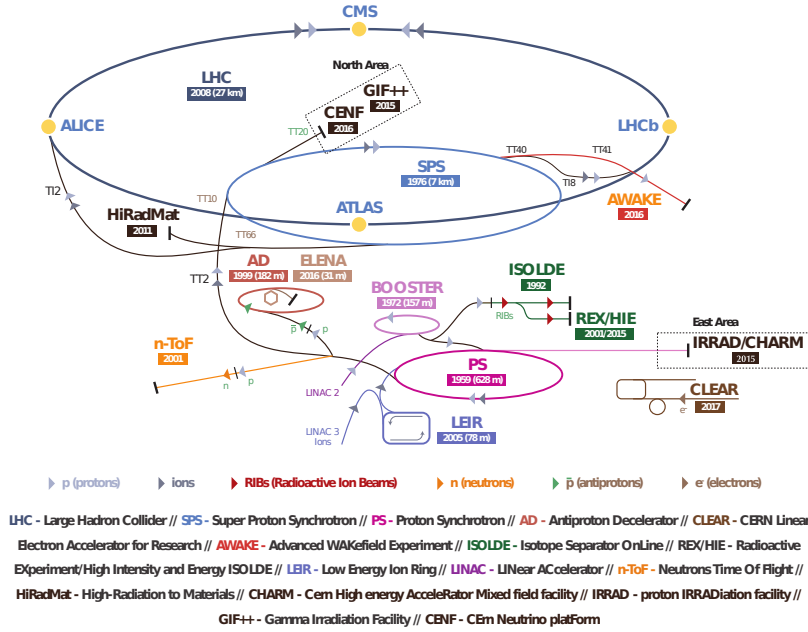 CMS
North Area
LHC
2008 (27 km)
GIF++
2015
CENF
2016
ALICE
LHCb
TT20
TT40
TT41
SPS
1976 (7 km)
TI8
TI2
TT10
AWAKE
2016
HiRadMat
2011
ATLAS
TT66
TT2
AD
1999 (182 m)
ELENA
2016 (31 m)
ISOLDE
1992
BOOSTER
1972 (157 m)
RIBs
REX/HIE
2001/2015
East Area
p̄
p
n-ToF
2001
IRRAD/CHARM
2015
PS
1959 (628 m)
n
p
LINAC 2
CLEAR
2017
e-
LINAC 3
Ions
LEIR
2005 (78 m)
p (protons)
ions
RIBs (Radioactive Ion Beams)
n (neutrons)
p̄ (antiprotons)
e- (electrons)
LHC - Large Hadron Collider // SPS - Super Proton Synchrotron // PS - Proton Synchrotron // AD - Antiproton Decelerator // CLEAR - CERN Linear
Electron Accelerator for Research // AWAKE - Advanced WAKefield Experiment // ISOLDE - Isotope Separator OnLine // REX/HIE - Radioactive
EXperiment/High Intensity and Energy ISOLDE // LEIR - Low Energy Ion Ring // LINAC - LINear ACcelerator // n-ToF - Neutrons Time Of Flight //
HiRadMat - High-Radiation to Materials // CHARM - Cern High energy AcceleRator Mixed field facility // IRRAD - proton IRRADiation facility //
GIF++ - Gamma Irradiation Facility // CENF - CErn Neutrino platForm